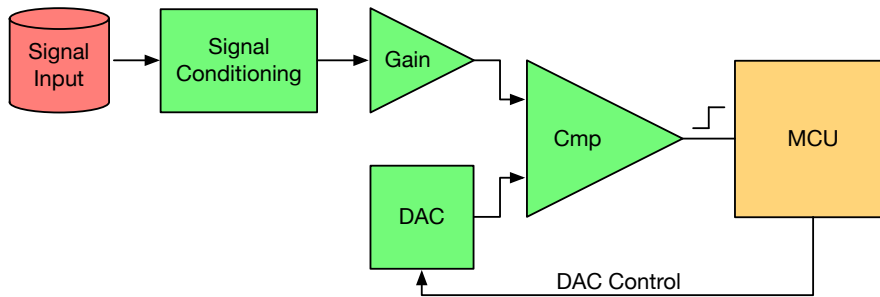 Signal
Input
Signal
Conditioning
Gain
Cmp
MCU
DAC
DAC Control